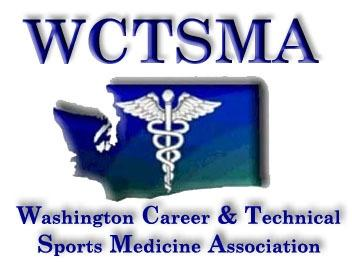 WCTSMA
Washington Career & Technical
Sports Medicine Association